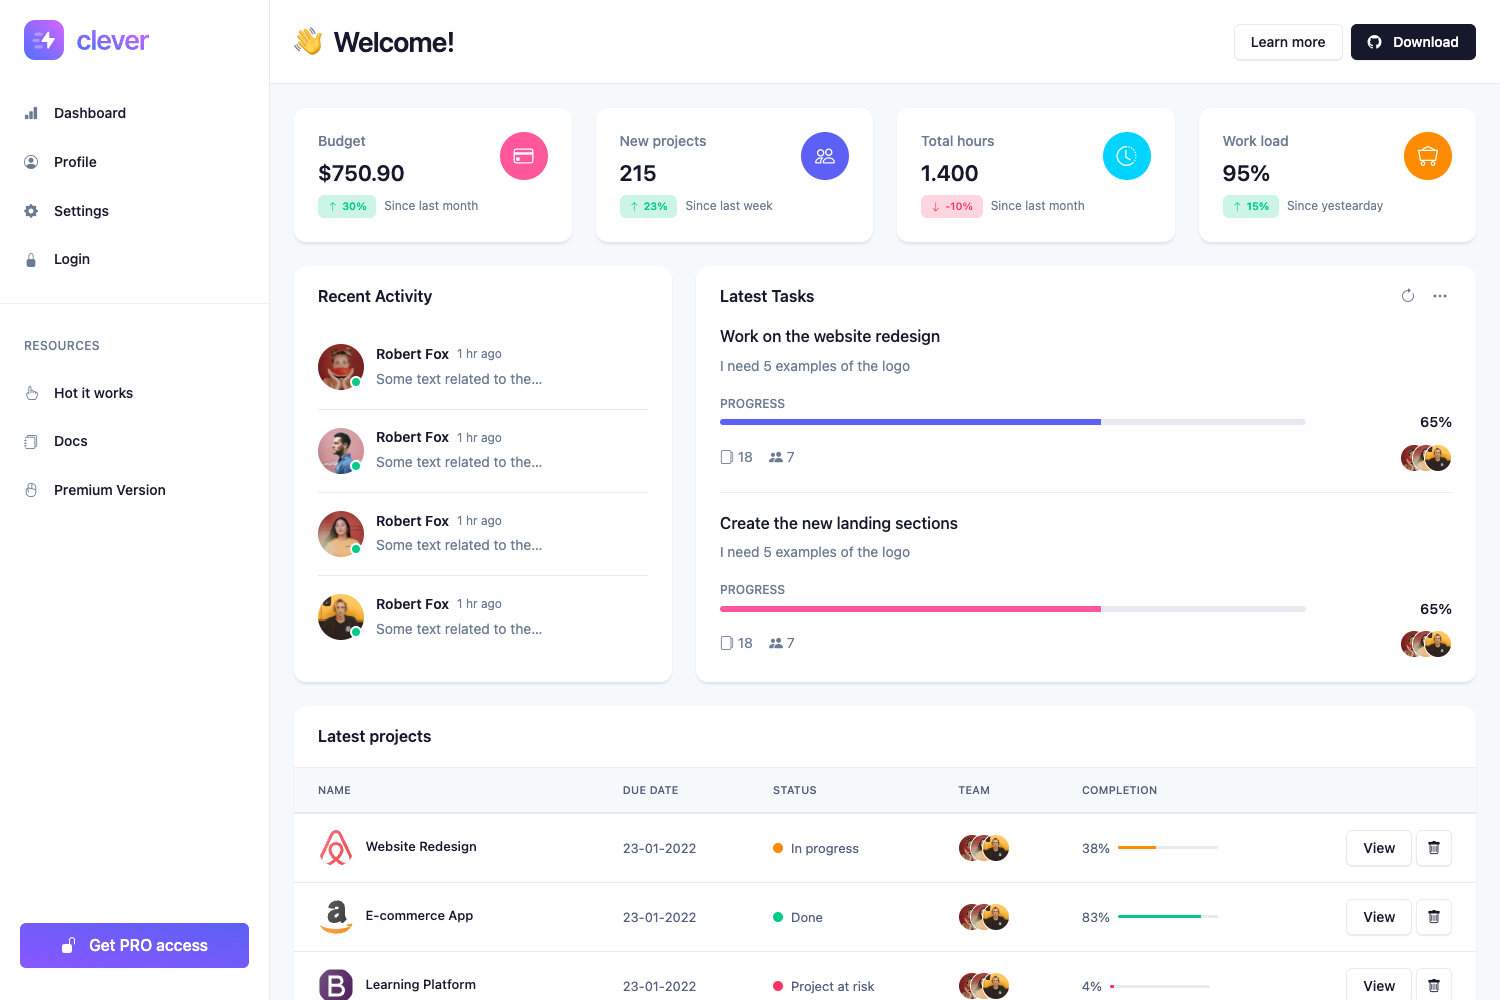 clever
Dashboard
Profile
Settings
Login
RESOURCES
Hot it works
Docs
Premium Version
Get PRO access
👋 Welcome!
Learn more
Download
Budget
$750.90
↑ 30% Since last month
New projects
215
↑ 23% Since last week
Total hours
1.400
↓ -10% Since last month
Work load
95%
↑ 15% Since yestearday
Recent Activity
Robert Fox 1 hr ago
Some text related to the...
Robert Fox 1 hr ago
Some text related to the...
Robert Fox 1 hr ago
Some text related to the...
Robert Fox 1 hr ago
Some text related to the...
Latest Tasks
Work on the website redesign
I need 5 examples of the logo
PROGRESS
65%
18 7
Create the new landing sections
I need 5 examples of the logo
PROGRESS
65%
18 7
Latest projects
NAME DUE DATE STATUS TEAM COMPLETION
Website Redesign 23-01-2022 In progress 38% View
E-commerce App 23-01-2022 Done 83% View
Learning Platform 23-01-2022 Project at risk 4% View